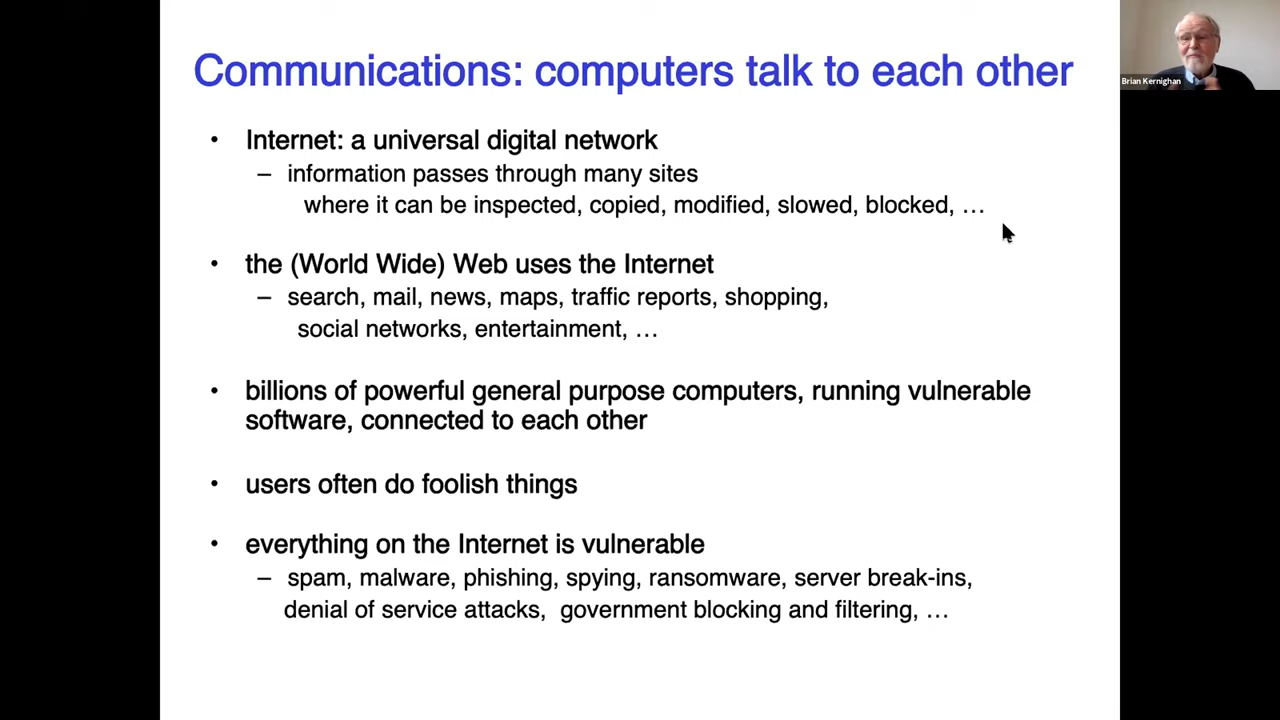 Communications: computers talk to each other
Brian Kernighan
• Internet: a universal digital network
– information passes through many sites
where it can be inspected, copied, modified, slowed, blocked, …
• the (World Wide) Web uses the Internet
– search, mail, news, maps, traffic reports, shopping,
social networks, entertainment, …
• billions of powerful general purpose computers, running vulnerable
software, connected to each other
• users often do foolish things
• everything on the Internet is vulnerable
– spam, malware, phishing, spying, ransomware, server break-ins,
denial of service attacks,  government blocking and filtering, …